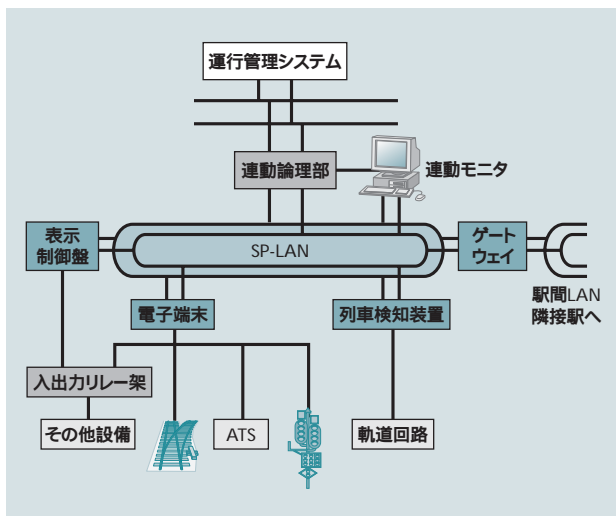 運行管理システム
連動論理部
連動モニタ
表示
制御盤
SP-LAN
ゲート
ウェイ
駅間LAN
隣接駅へ
電子端末
列車検知装置
入出力リレー架
その他設備
ATS
軌道回路